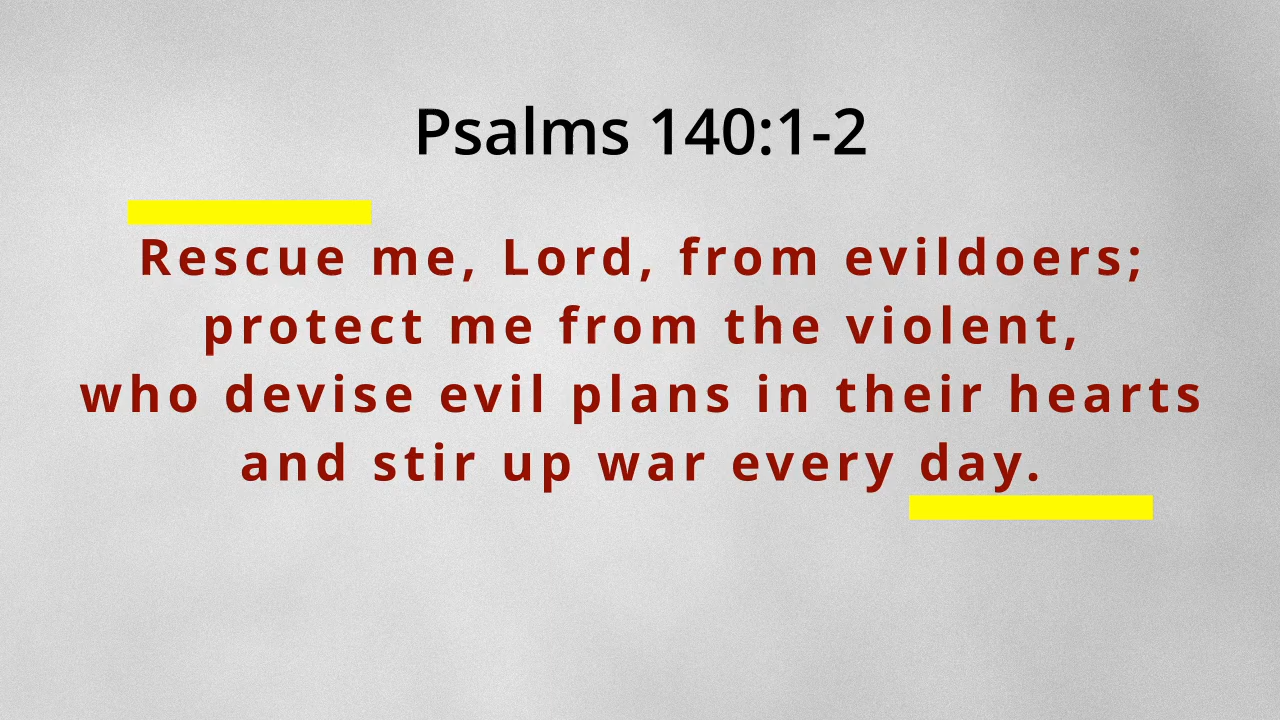 Psalms 140:1-2
Rescue me, Lord, from evildoers;
protect me from the violent,
who devise evil plans in their hearts
and stir up war every day.